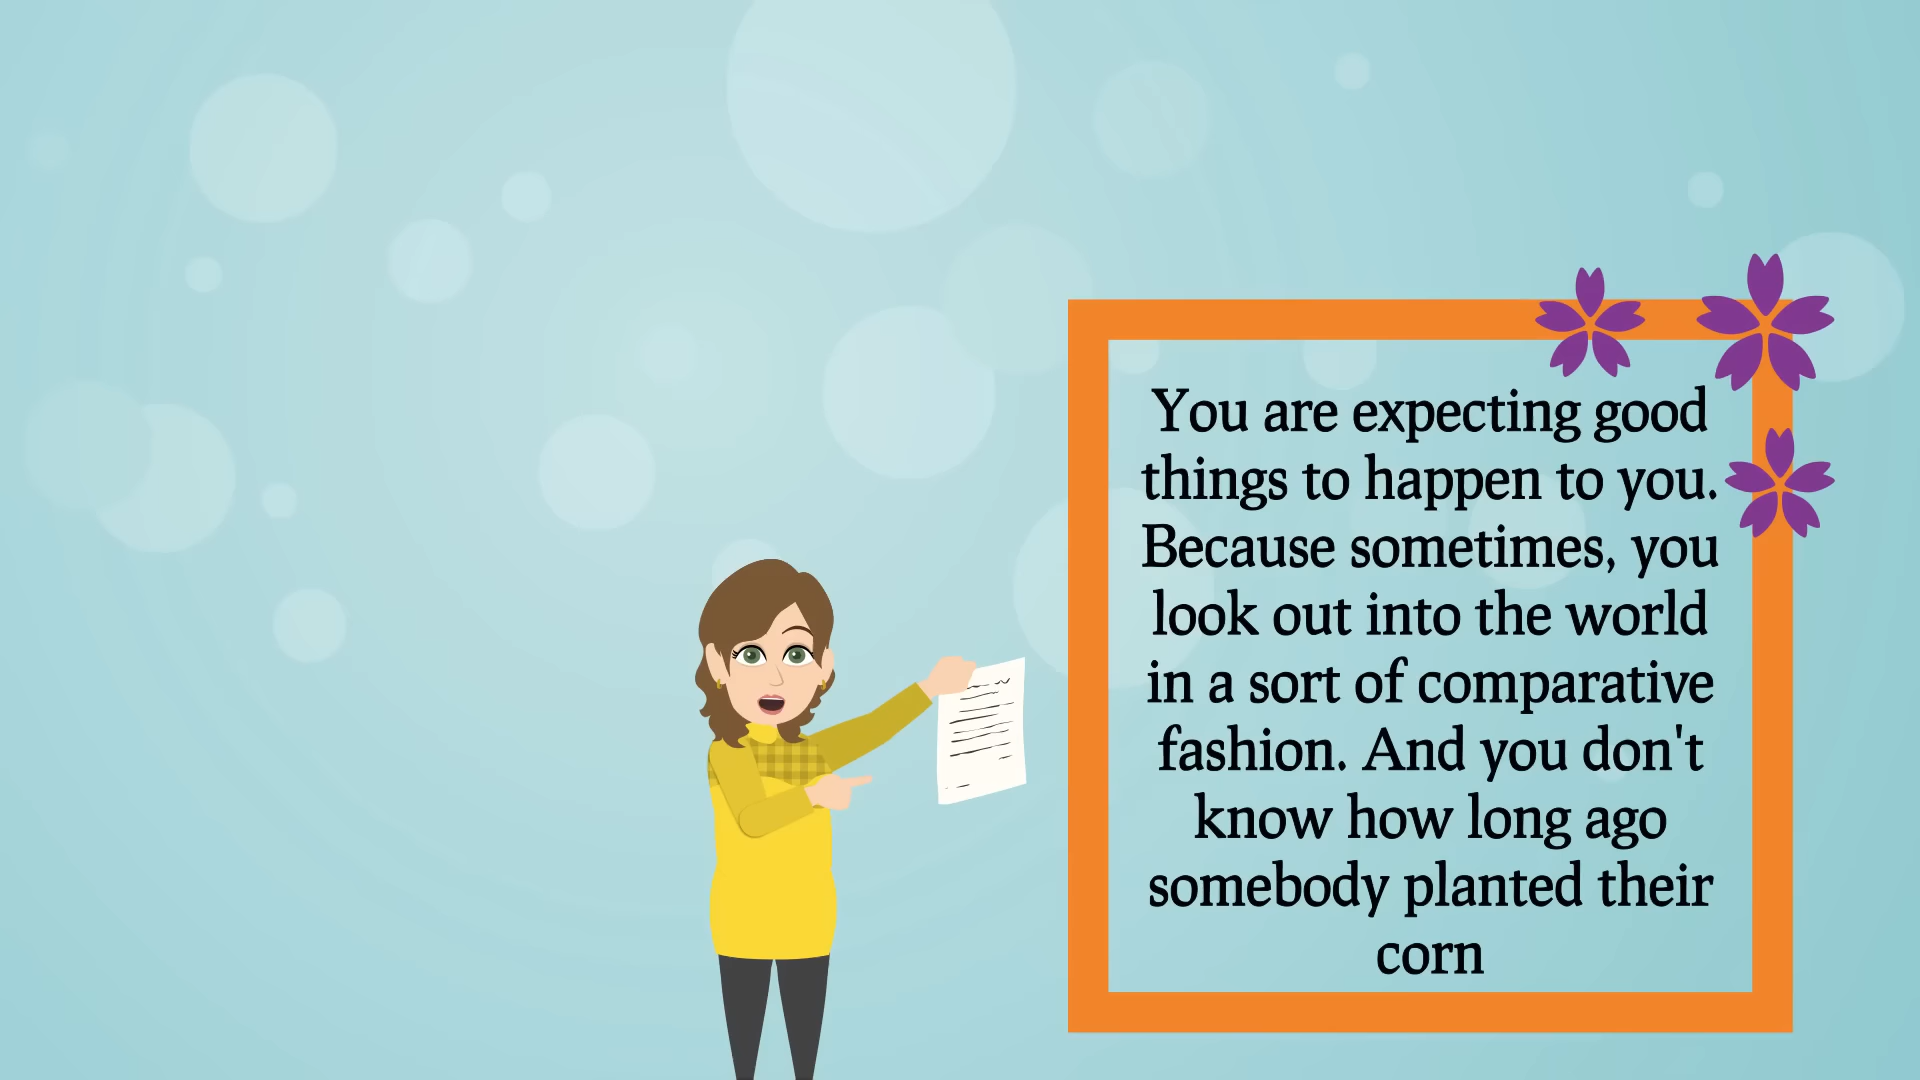 You are expecting good
things to happen to you.
Because sometimes, you
look out into the world
in a sort of comparative
fashion. And you don't
know how long ago
somebody planted their
corn